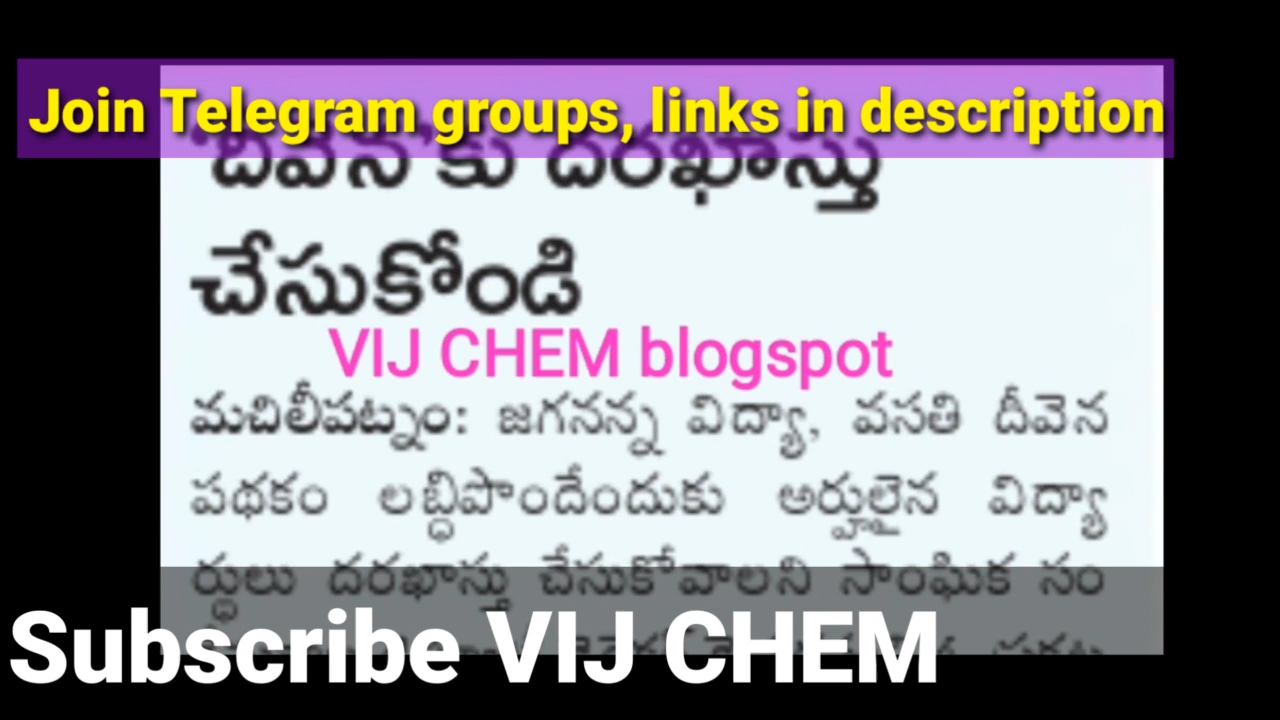 Join Telegram groups, links in description
'దీవెన'కు దరఖాస్తు
చేసుకోండి
VIJ CHEM blogspot
మచిలీపట్నం: జగనన్న విద్యా, వసతి దీవెన
పథకం లబ్ధిపొందేందుకు అర్హులైన విద్యా
ర్థులు దరఖాస్తు చేసుకోవాలని సాంఘిక సం
Subscribe VIJ CHEM